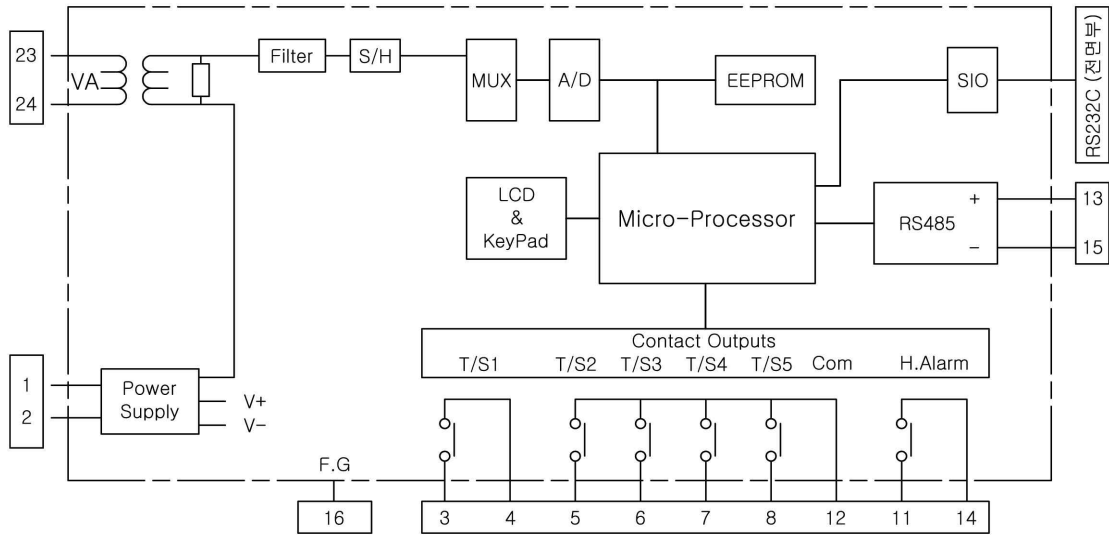 23
24
VA
Filter
S/H
MUX
A/D
EEPROM
SIO
RS232C (전면부)
LCD
&
KeyPad
Micro-Processor
RS485
+
−
13
15
Contact Outputs
T/S1 T/S2 T/S3 T/S4 T/S5 Com H.Alarm
1
2
Power
Supply
V+
V-
F.G
16
3 4 5 6 7 8 12 11 14